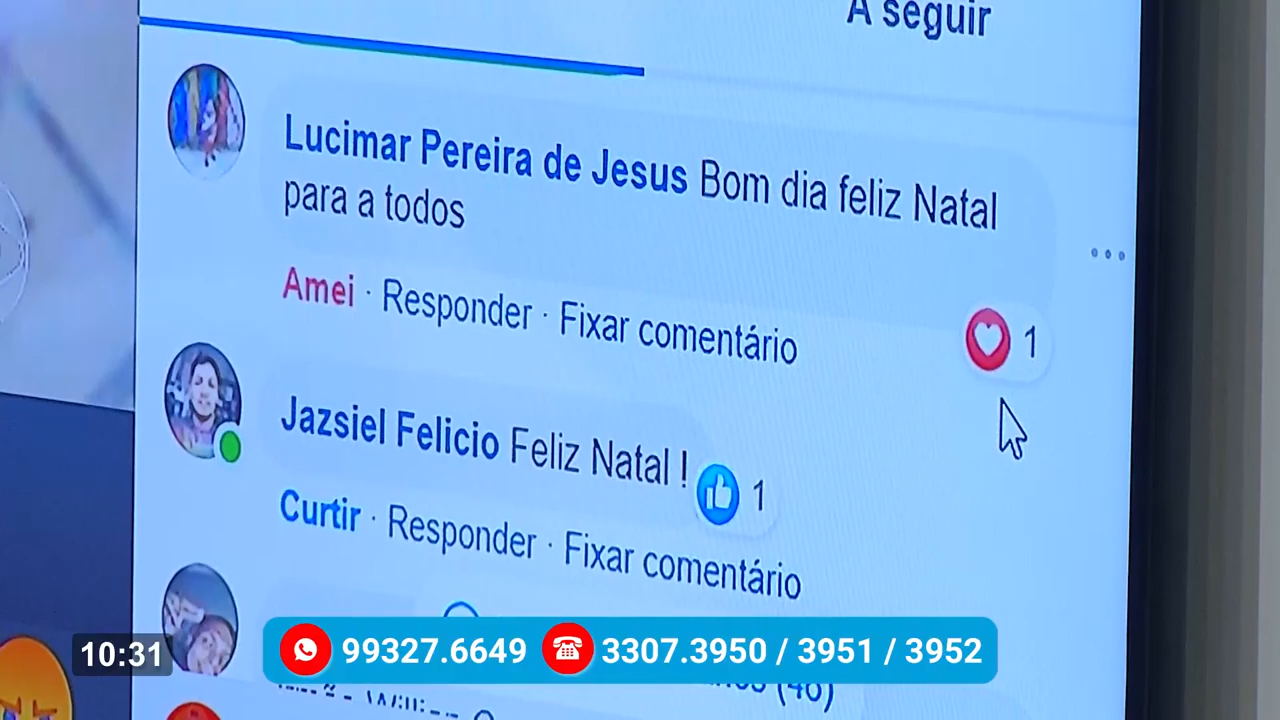 A seguir
Lucimar Pereira de Jesus Bom dia feliz Natal
para a todos
Amei · Responder · Fixar comentário
1
Jazsiel Felicio Feliz Natal !
1
Curtir · Responder · Fixar comentário
10:31
99327.6649 3307.3950 / 3951 / 3952